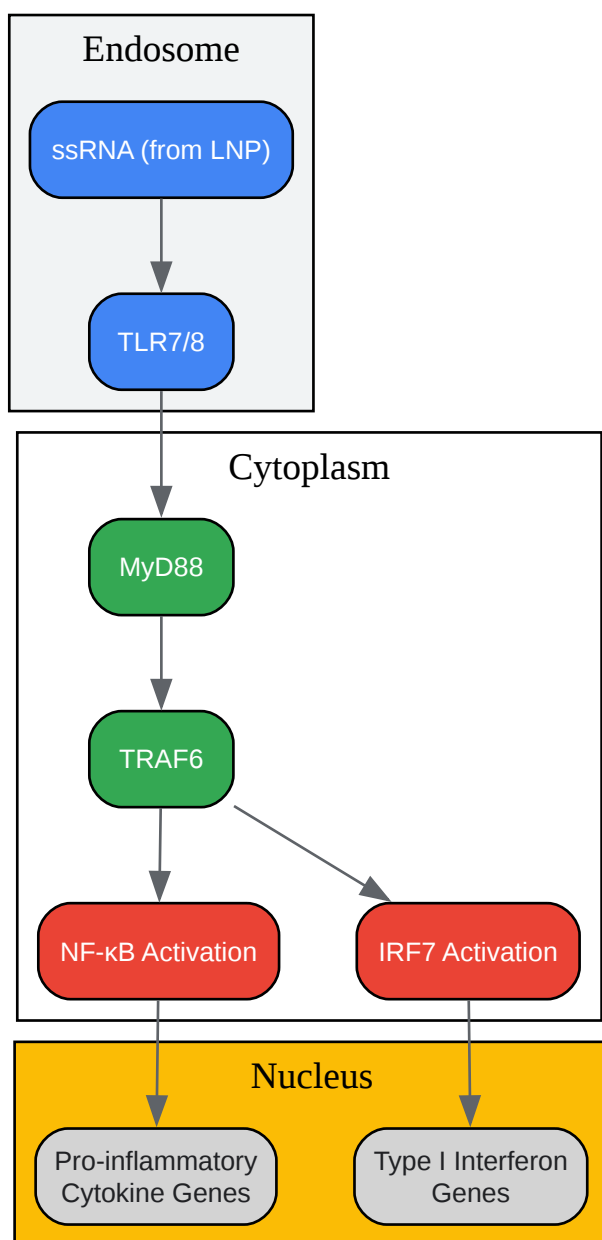 Endosome
ssRNA (from LNP)
TLR7/8
Cytoplasm
MyD88
TRAF6
NF-κB Activation
IRF7 Activation
Nucleus
Pro-inflammatory
Cytokine Genes
Type I Interferon
Genes